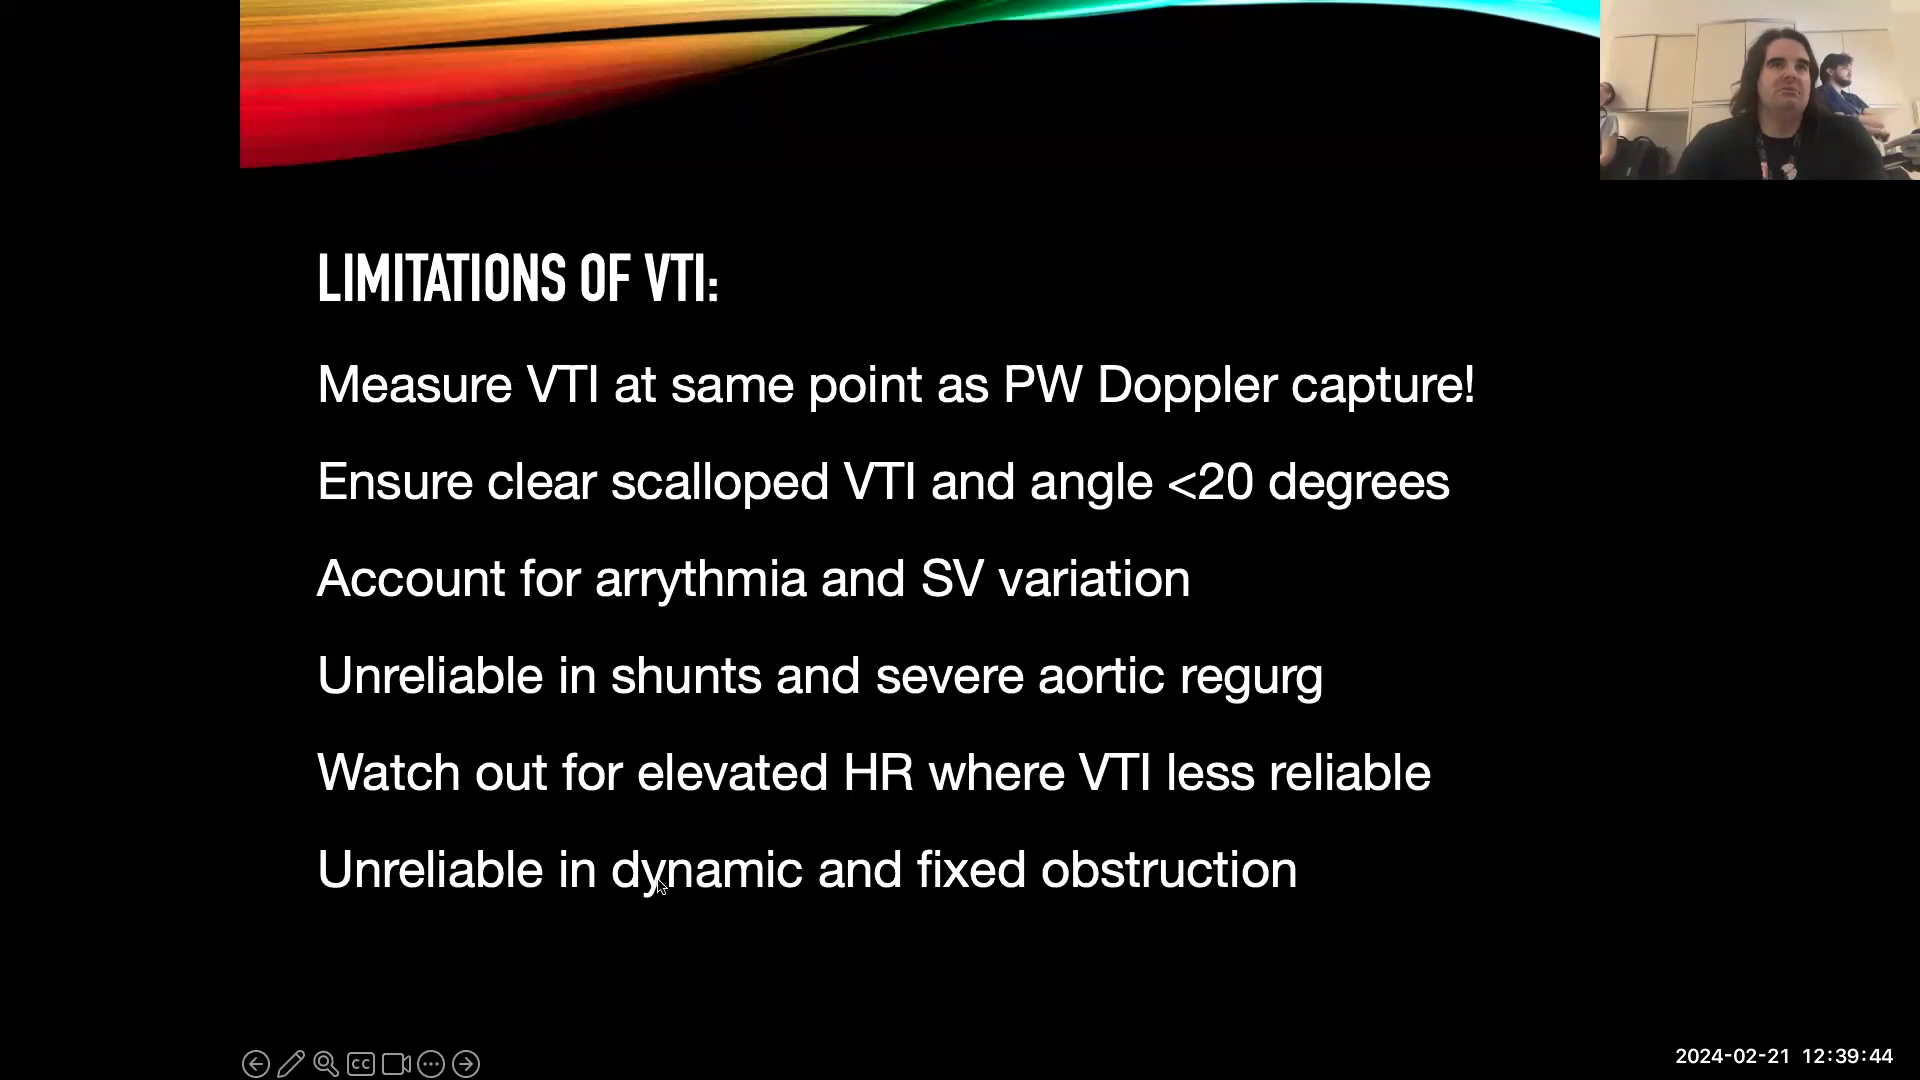 LIMITATIONS OF VTI:
Measure VTI at same point as PW Doppler capture!
Ensure clear scalloped VTI and angle <20 degrees
Account for arrythmia and SV variation
Unreliable in shunts and severe aortic regurg
Watch out for elevated HR where VTI less reliable
Unreliable in dynamic and fixed obstruction
CC
2024-02-21 12:39:44